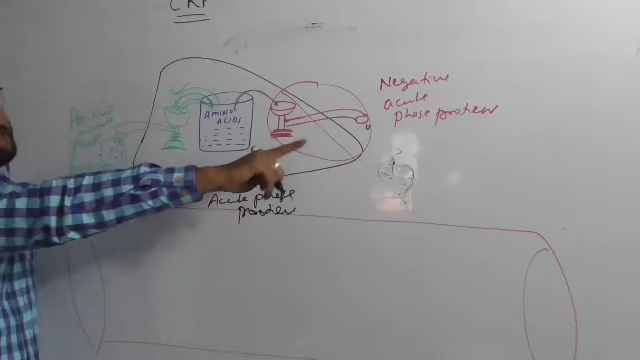 CRP
Negative
acute
phase protein
AMINO
ACIDS
Acute phase
protein